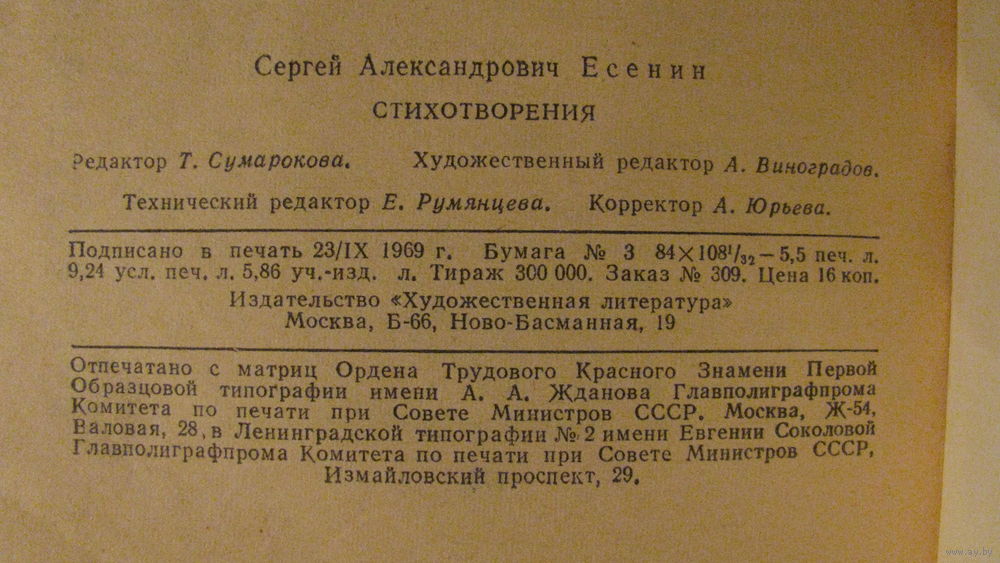 Сергей Александрович Есенин
СТИХОТВОРЕНИЯ
Редактор Т. Сумарокова. Художественный редактор А. Виноградов.
Технический редактор Е. Румянцева. Корректор А. Юрьева.
Подписано в печать 23/IX 1969 г. Бумага № 3 84×108¹/₃₂ — 5,5 печ. л.
9,24 усл. печ. л. 5,86 уч.-изд. л. Тираж 300 000. Заказ № 309. Цена 16 коп.
Издательство «Художественная литература»
Москва, Б-66, Ново-Басманная, 19
Отпечатано с матриц Ордена Трудового Красного Знамени Первой
Образцовой типографии имени А. А. Жданова Главполиграфпрома
Комитета по печати при Совете Министров СССР. Москва, Ж-54,
Валовая, 28, в Ленинградской типографии № 2 имени Евгении Соколовой
Главполиграфпрома Комитета по печати при Совете Министров СССР,
Измайловский проспект, 29.
www.ay.by